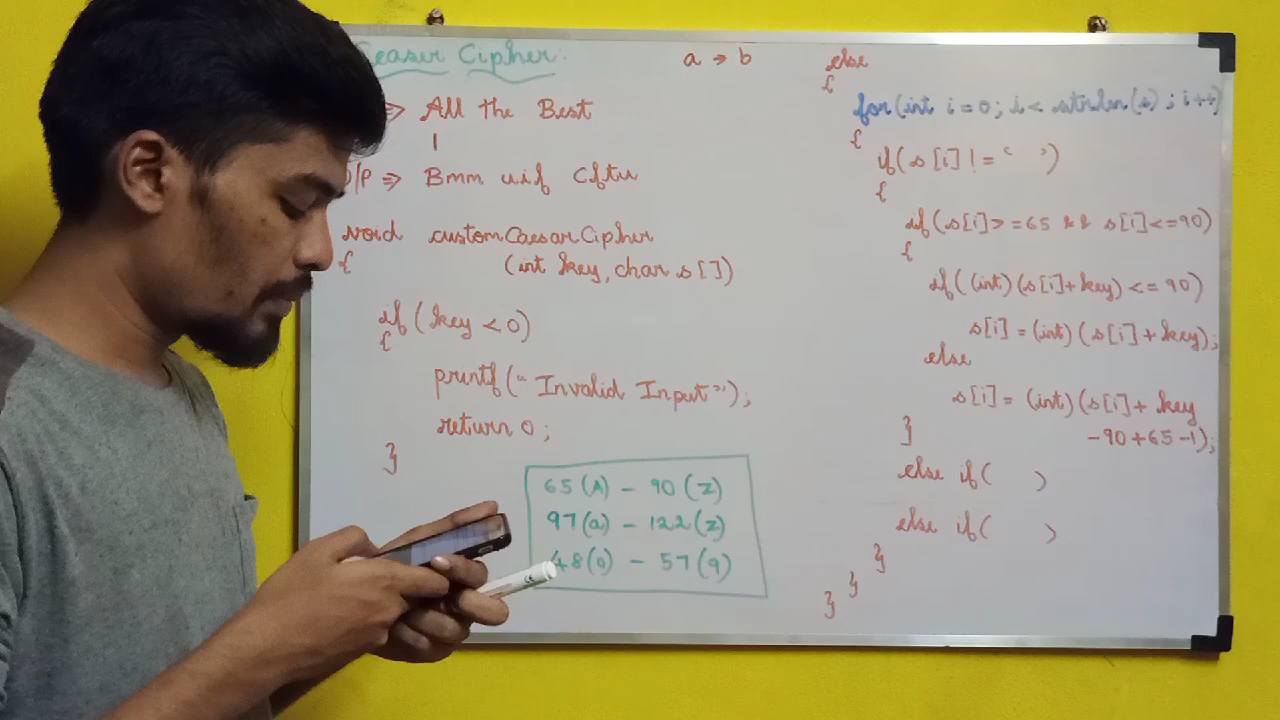 Ceaser Cipher:
a → b
⇒ All the Best
O/P ⇒ Bmm uif Cftu
void customCaesarCipher
{ (int key, char s[])
if (key < 0)
{
printf("Invalid Input");
return 0;
}
65(A) - 90(Z)
97(a) - 122(z)
48(0) - 57(9)
else
{
for(int i=0; i< strlen(s); i++)
{
if(s[i]!=' ')
{
if(s[i]>=65 && s[i]<=90)
{
if((int)(s[i]+key)<=90)
s[i]=(int)(s[i]+key);
else
s[i]=(int)(s[i]+key
} -90+65-1);
else if( )
else if( )
}
}
}